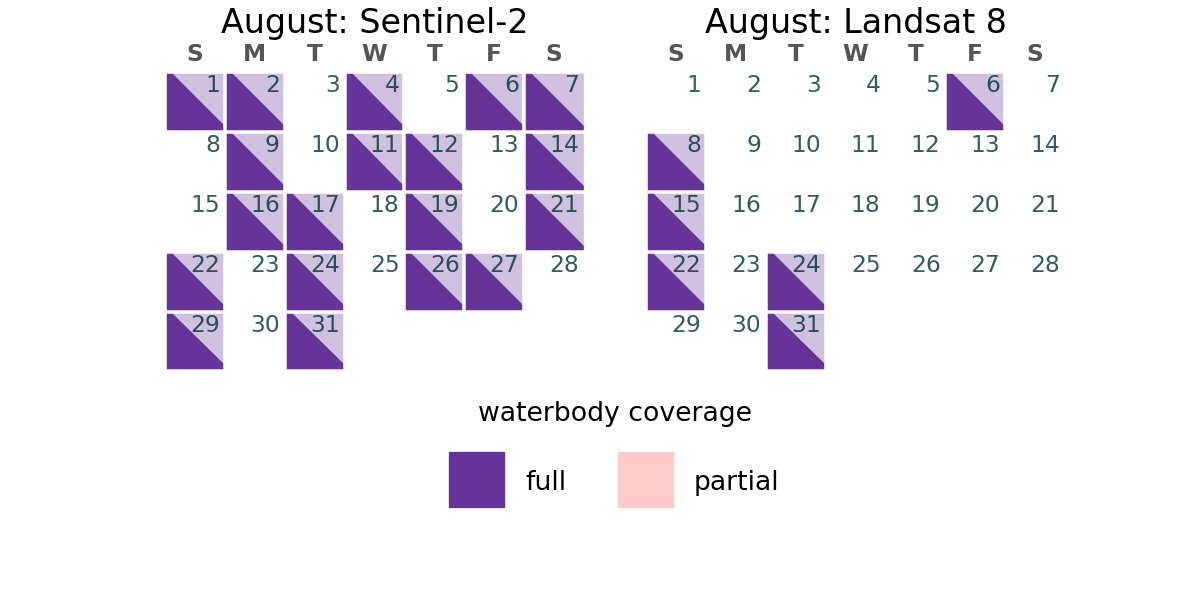 August: Sentinel-2
S M T W T F S
1 2 3 4 5 6 7
8 9 10 11 12 13 14
15 16 17 18 19 20 21
22 23 24 25 26 27 28
29 30 31
August: Landsat 8
S M T W T F S
1 2 3 4 5 6 7
8 9 10 11 12 13 14
15 16 17 18 19 20 21
22 23 24 25 26 27 28
29 30 31
waterbody coverage
full partial